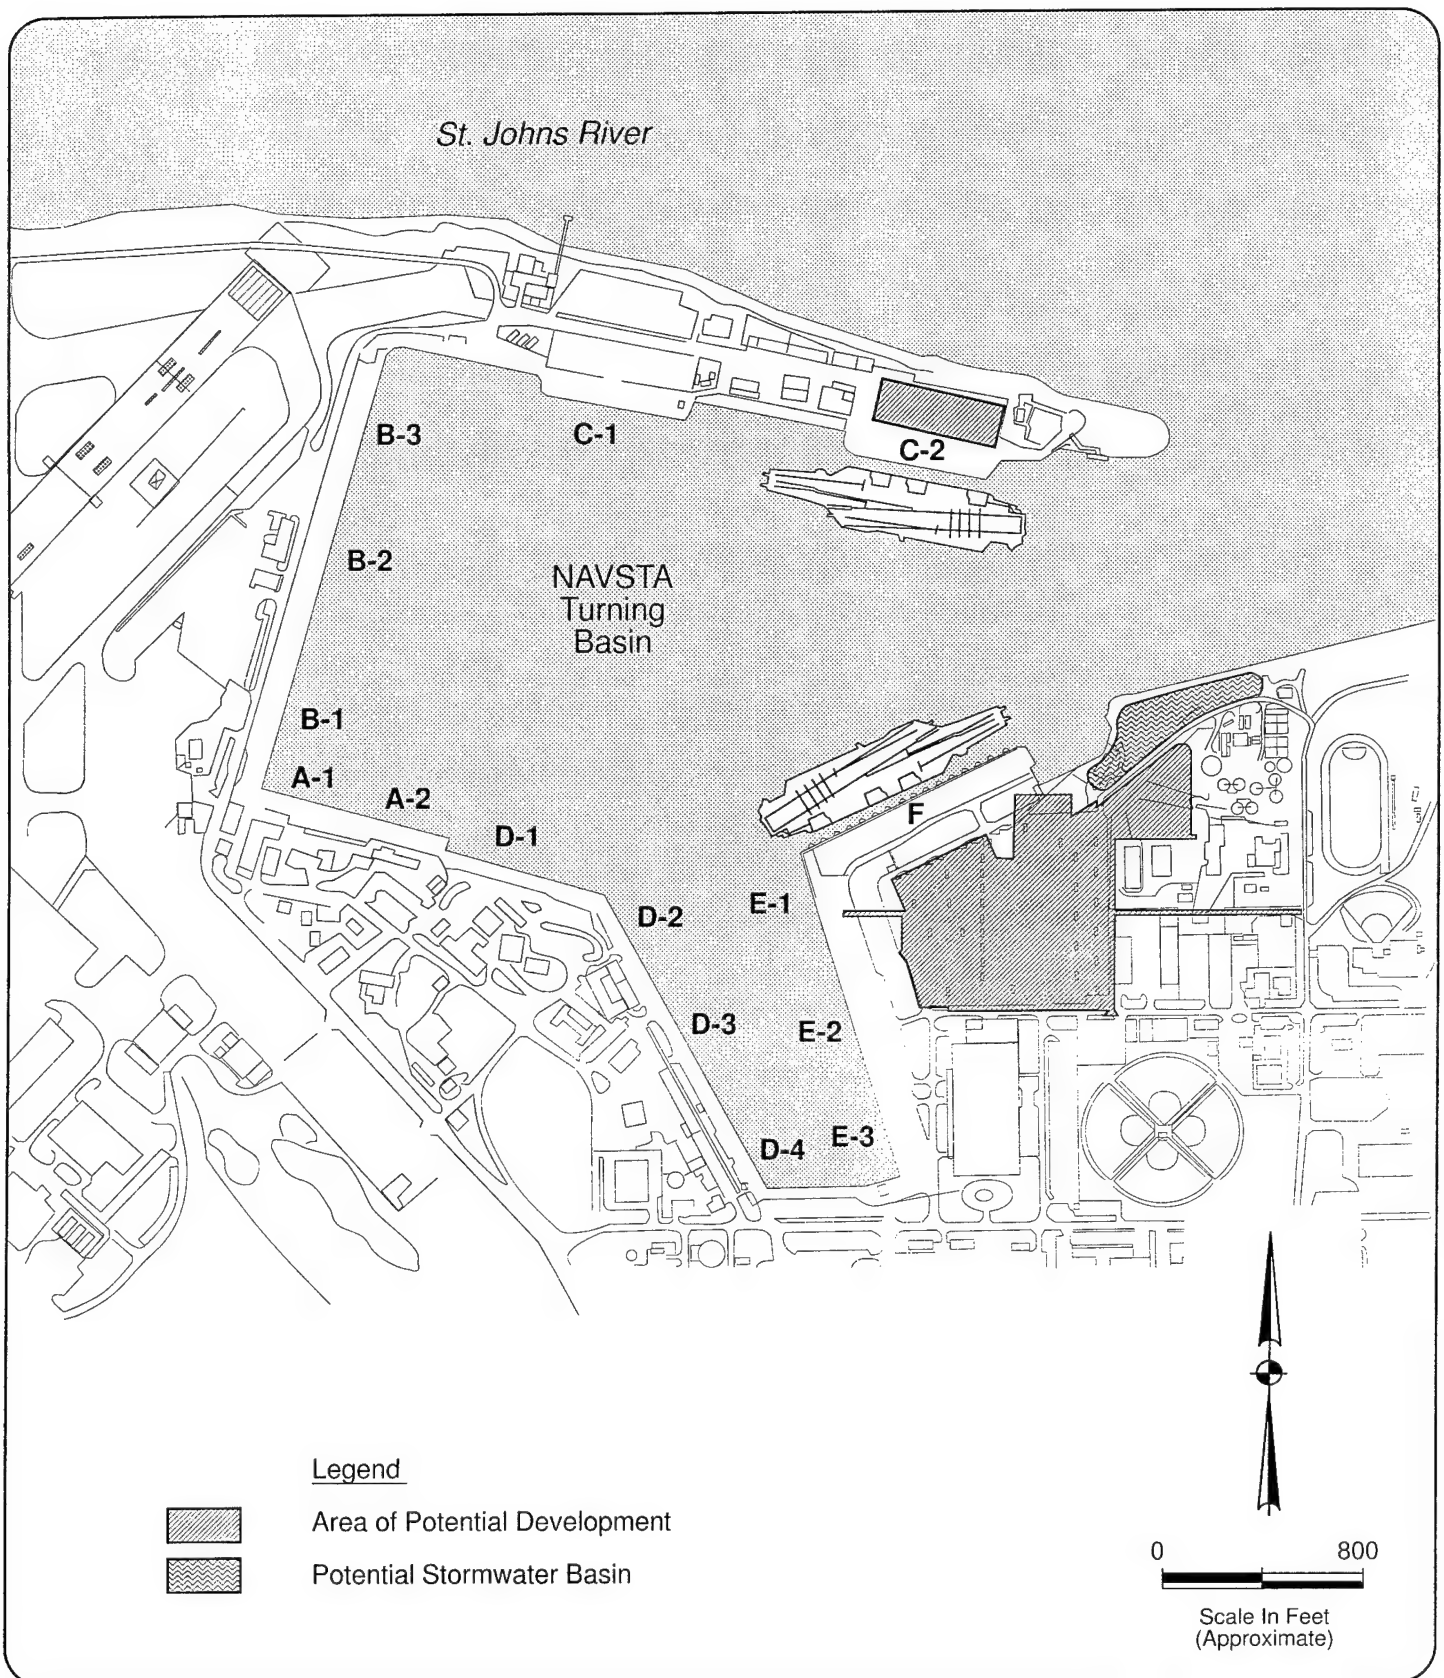 St. Johns River
B-3
C-1
C-2
B-2
NAVSTA
Turning
Basin
B-1
A-1
A-2
D-1
F
E-1
D-2
D-3
E-2
E-3
D-4
Legend
Area of Potential Development
Potential Stormwater Basin
0 800
Scale In Feet
(Approximate)